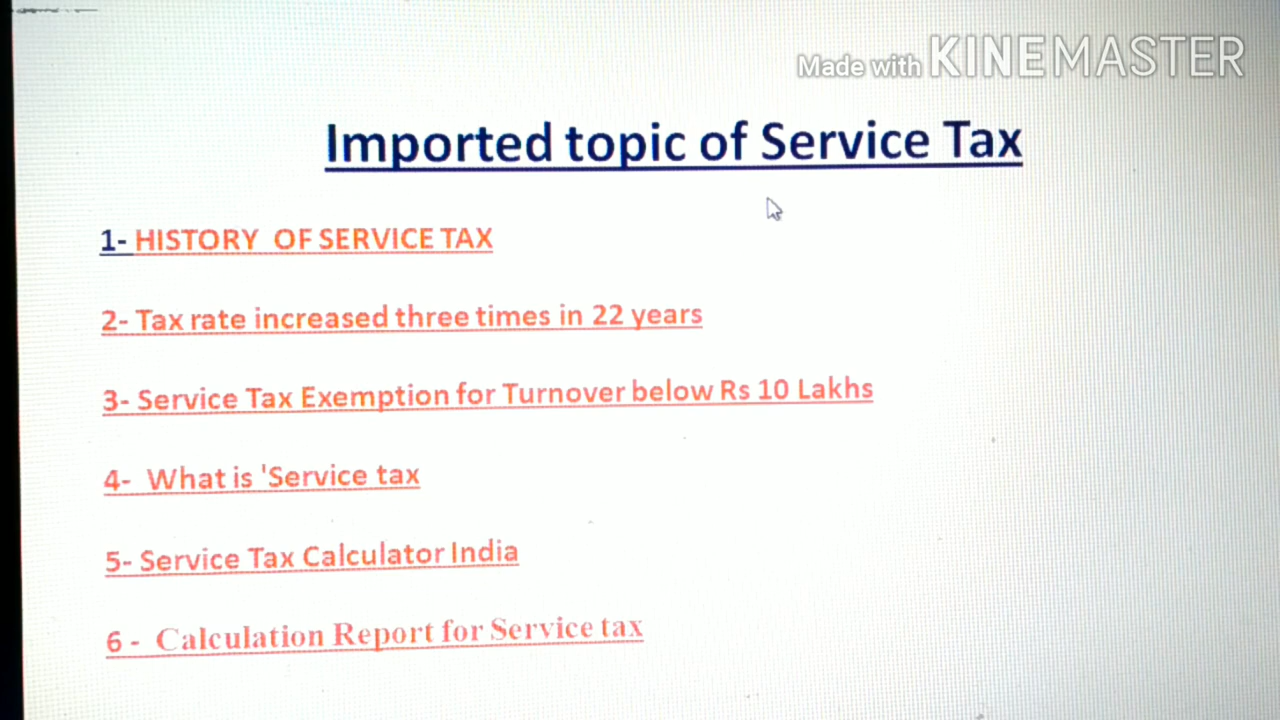 Made with KINEMASTER
Imported topic of Service Tax
1- HISTORY OF SERVICE TAX
2- Tax rate increased three times in 22 years
3- Service Tax Exemption for Turnover below Rs 10 Lakhs
4- What is 'Service tax
5- Service Tax Calculator India
6 - Calculation Report for Service tax